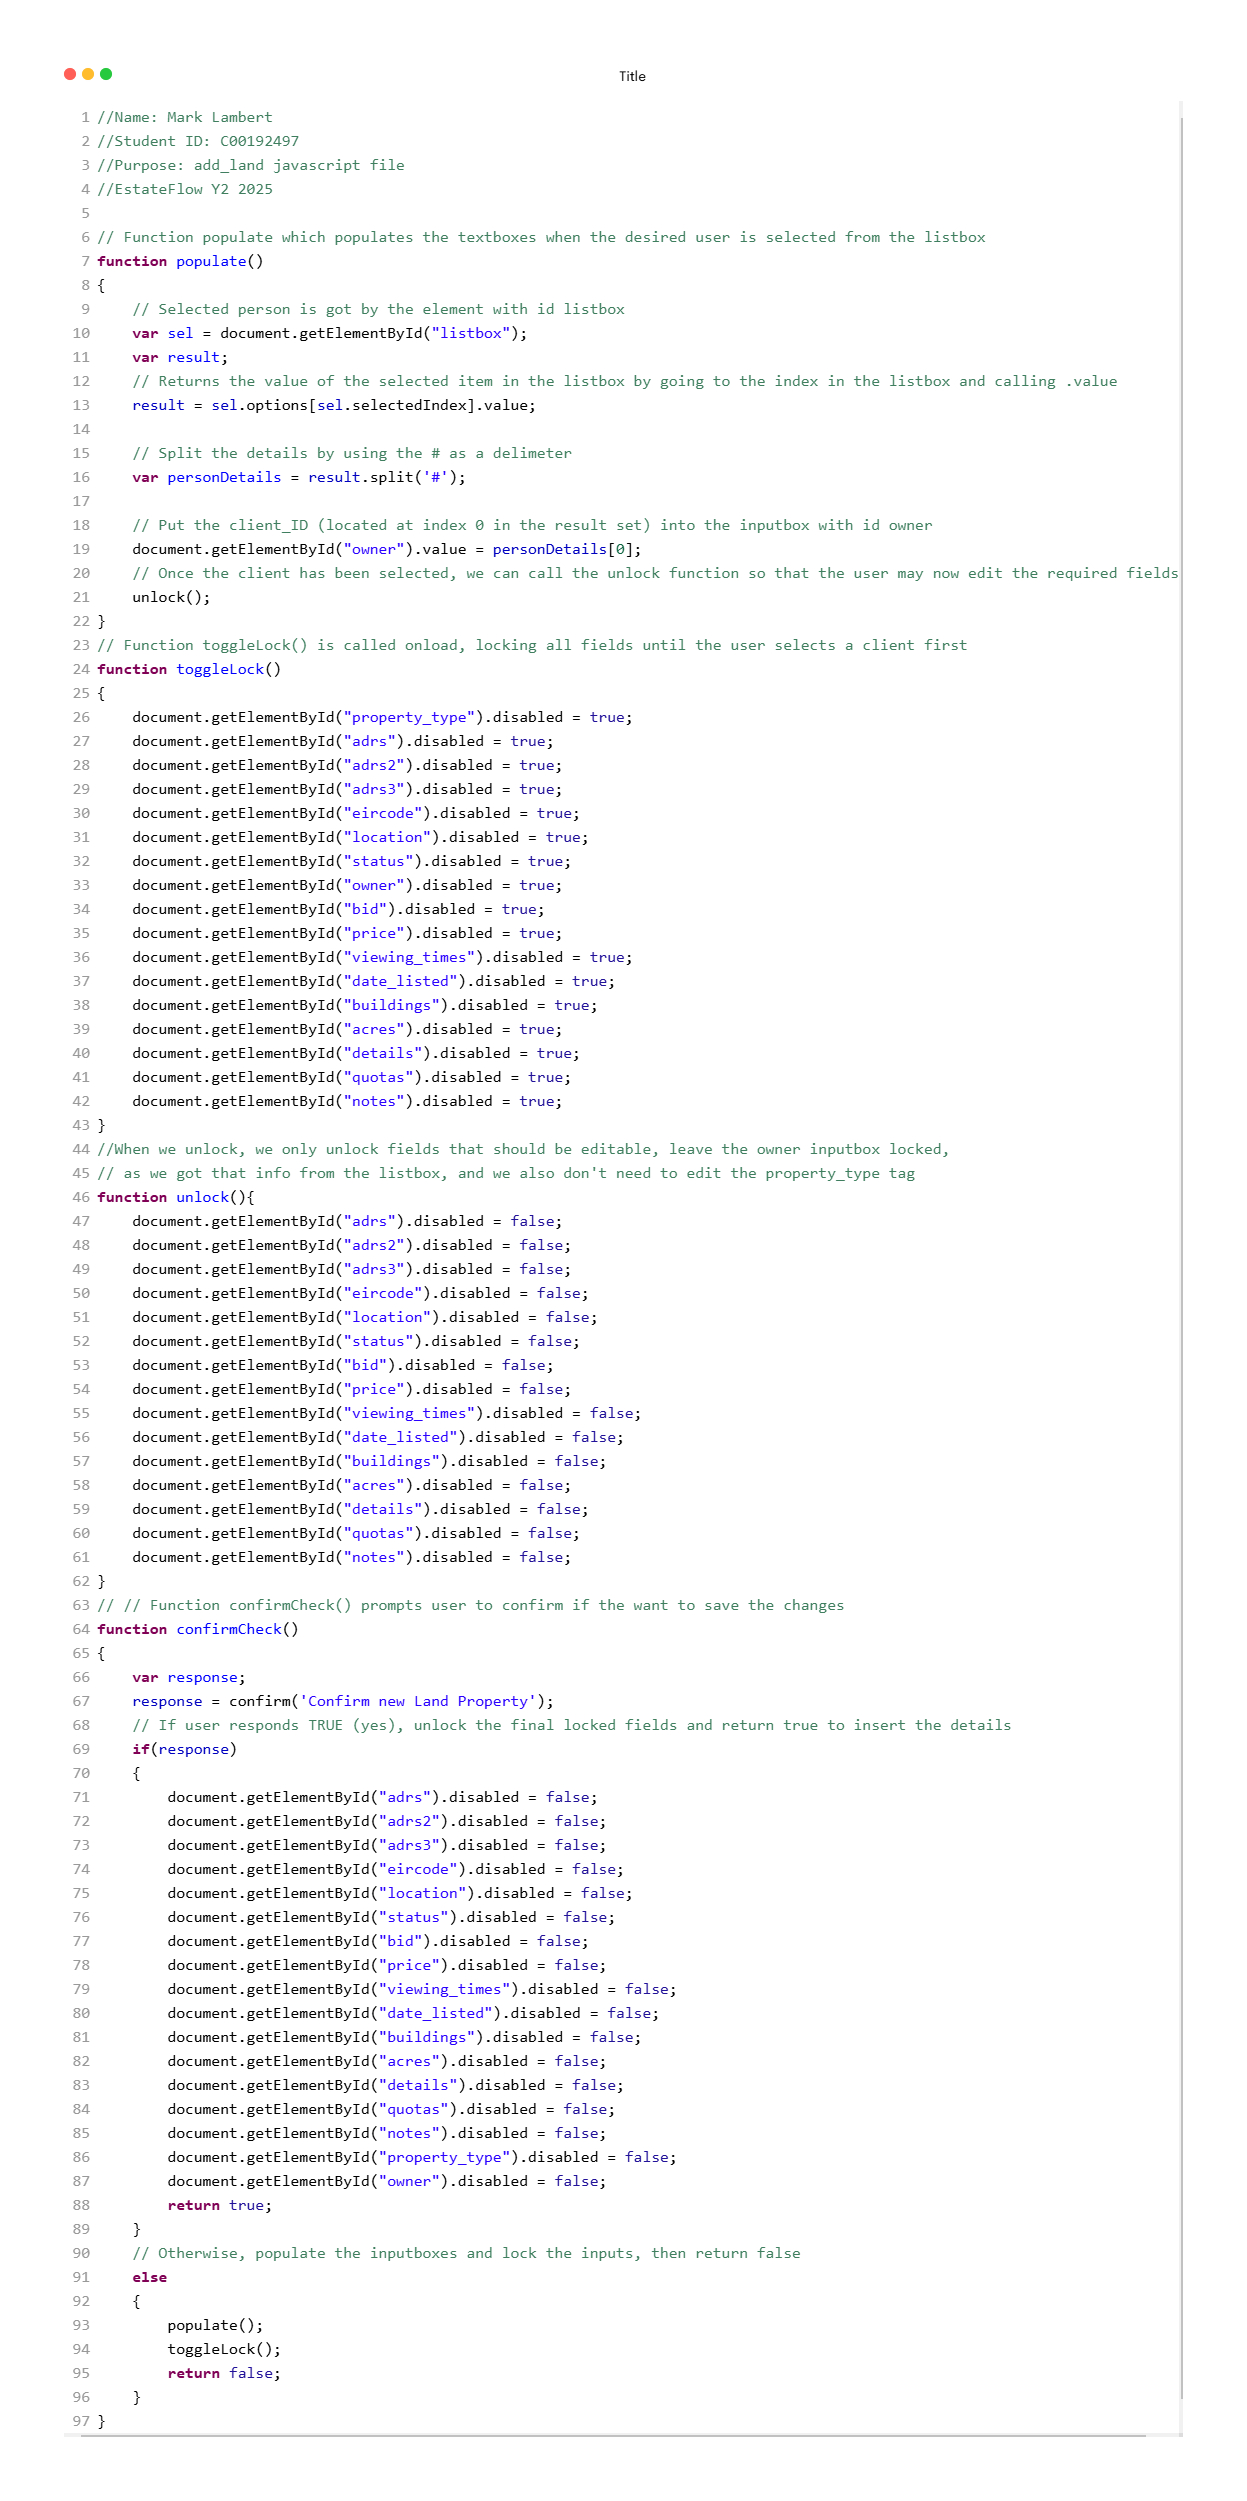 Title
1 //Name: Mark Lambert
2 //Student ID: C00192497
3 //Purpose: add_land javascript file
4 //EstateFlow Y2 2025
5
6 // Function populate which populates the textboxes when the desired user is selected from the listbox
7 function populate()
8 {
9     // Selected person is got by the element with id listbox
10     var sel = document.getElementById("listbox");
11     var result;
12     // Returns the value of the selected item in the listbox by going to the index in the listbox and calling .value
13     result = sel.options[sel.selectedIndex].value;
14
15     // Split the details by using the # as a delimeter
16     var personDetails = result.split('#');
17
18     // Put the client_ID (located at index 0 in the result set) into the inputbox with id owner
19     document.getElementById("owner").value = personDetails[0];
20     // Once the client has been selected, we can call the unlock function so that the user may now edit the required fields
21     unlock();
22 }
23 // Function toggleLock() is called onload, locking all fields until the user selects a client first
24 function toggleLock()
25 {
26     document.getElementById("property_type").disabled = true;
27     document.getElementById("adrs").disabled = true;
28     document.getElementById("adrs2").disabled = true;
29     document.getElementById("adrs3").disabled = true;
30     document.getElementById("eircode").disabled = true;
31     document.getElementById("location").disabled = true;
32     document.getElementById("status").disabled = true;
33     document.getElementById("owner").disabled = true;
34     document.getElementById("bid").disabled = true;
35     document.getElementById("price").disabled = true;
36     document.getElementById("viewing_times").disabled = true;
37     document.getElementById("date_listed").disabled = true;
38     document.getElementById("buildings").disabled = true;
39     document.getElementById("acres").disabled = true;
40     document.getElementById("details").disabled = true;
41     document.getElementById("quotas").disabled = true;
42     document.getElementById("notes").disabled = true;
43 }
44 //When we unlock, we only unlock fields that should be editable, leave the owner inputbox locked,
45 // as we got that info from the listbox, and we also don't need to edit the property_type tag
46 function unlock(){
47     document.getElementById("adrs").disabled = false;
48     document.getElementById("adrs2").disabled = false;
49     document.getElementById("adrs3").disabled = false;
50     document.getElementById("eircode").disabled = false;
51     document.getElementById("location").disabled = false;
52     document.getElementById("status").disabled = false;
53     document.getElementById("bid").disabled = false;
54     document.getElementById("price").disabled = false;
55     document.getElementById("viewing_times").disabled = false;
56     document.getElementById("date_listed").disabled = false;
57     document.getElementById("buildings").disabled = false;
58     document.getElementById("acres").disabled = false;
59     document.getElementById("details").disabled = false;
60     document.getElementById("quotas").disabled = false;
61     document.getElementById("notes").disabled = false;
62 }
63 // // Function confirmCheck() prompts user to confirm if the want to save the changes
64 function confirmCheck()
65 {
66     var response;
67     response = confirm('Confirm new Land Property');
68     // If user responds TRUE (yes), unlock the final locked fields and return true to insert the details
69     if(response)
70     {
71         document.getElementById("adrs").disabled = false;
72         document.getElementById("adrs2").disabled = false;
73         document.getElementById("adrs3").disabled = false;
74         document.getElementById("eircode").disabled = false;
75         document.getElementById("location").disabled = false;
76         document.getElementById("status").disabled = false;
77         document.getElementById("bid").disabled = false;
78         document.getElementById("price").disabled = false;
79         document.getElementById("viewing_times").disabled = false;
80         document.getElementById("date_listed").disabled = false;
81         document.getElementById("buildings").disabled = false;
82         document.getElementById("acres").disabled = false;
83         document.getElementById("details").disabled = false;
84         document.getElementById("quotas").disabled = false;
85         document.getElementById("notes").disabled = false;
86         document.getElementById("property_type").disabled = false;
87         document.getElementById("owner").disabled = false;
88         return true;
89     }
90     // Otherwise, populate the inputboxes and lock the inputs, then return false
91     else
92     {
93         populate();
94         toggleLock();
95         return false;
96     }
97 }